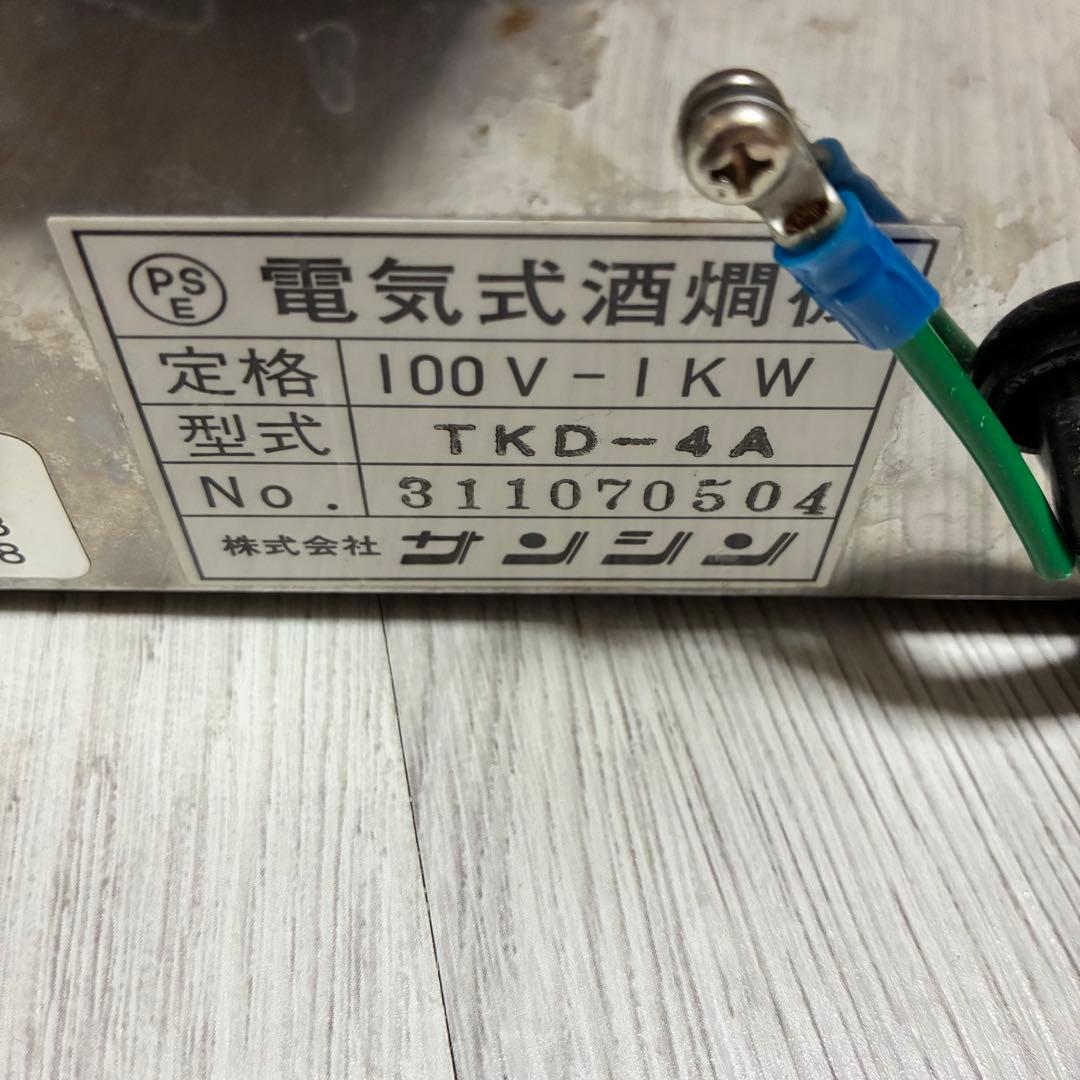 PSE 電気式酒燗
定格 100V-1KW
型式 TKD-4A
No. 311070504
株式会社 サンシン
8